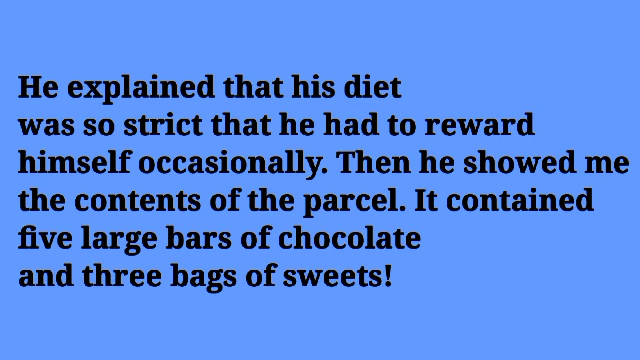 He explained that his diet
was so strict that he had to reward
himself occasionally. Then he showed me
the contents of the parcel. It contained
five large bars of chocolate
and three bags of sweets!